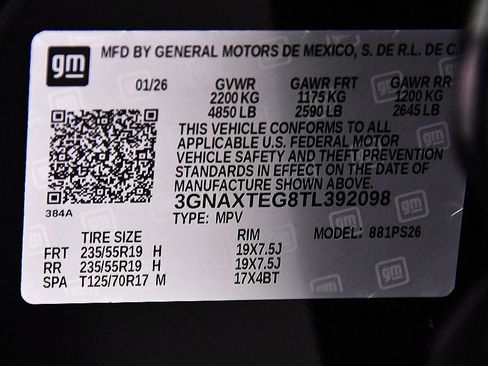 gm MFD BY GENERAL MOTORS DE MEXICO, S. DE R.L. DE C.
01/26 GVWR GAWR FRT GAWR RR
2200 KG 1175 KG 1200 KG
4850 LB 2590 LB 2645 LB
THIS VEHICLE CONFORMS TO ALL
APPLICABLE U.S. FEDERAL MOTOR
VEHICLE SAFETY AND THEFT PREVENTION
STANDARDS IN EFFECT ON THE DATE OF
MANUFACTURE SHOWN ABOVE.
384A 3GNAXTEG8TL392098
TYPE: MPV
TIRE SIZE RIM MODEL: 881PS26
FRT 235/55R19 H 19X7.5J
RR 235/55R19 H 19X7.5J
SPA T125/70R17 M 17X4BT